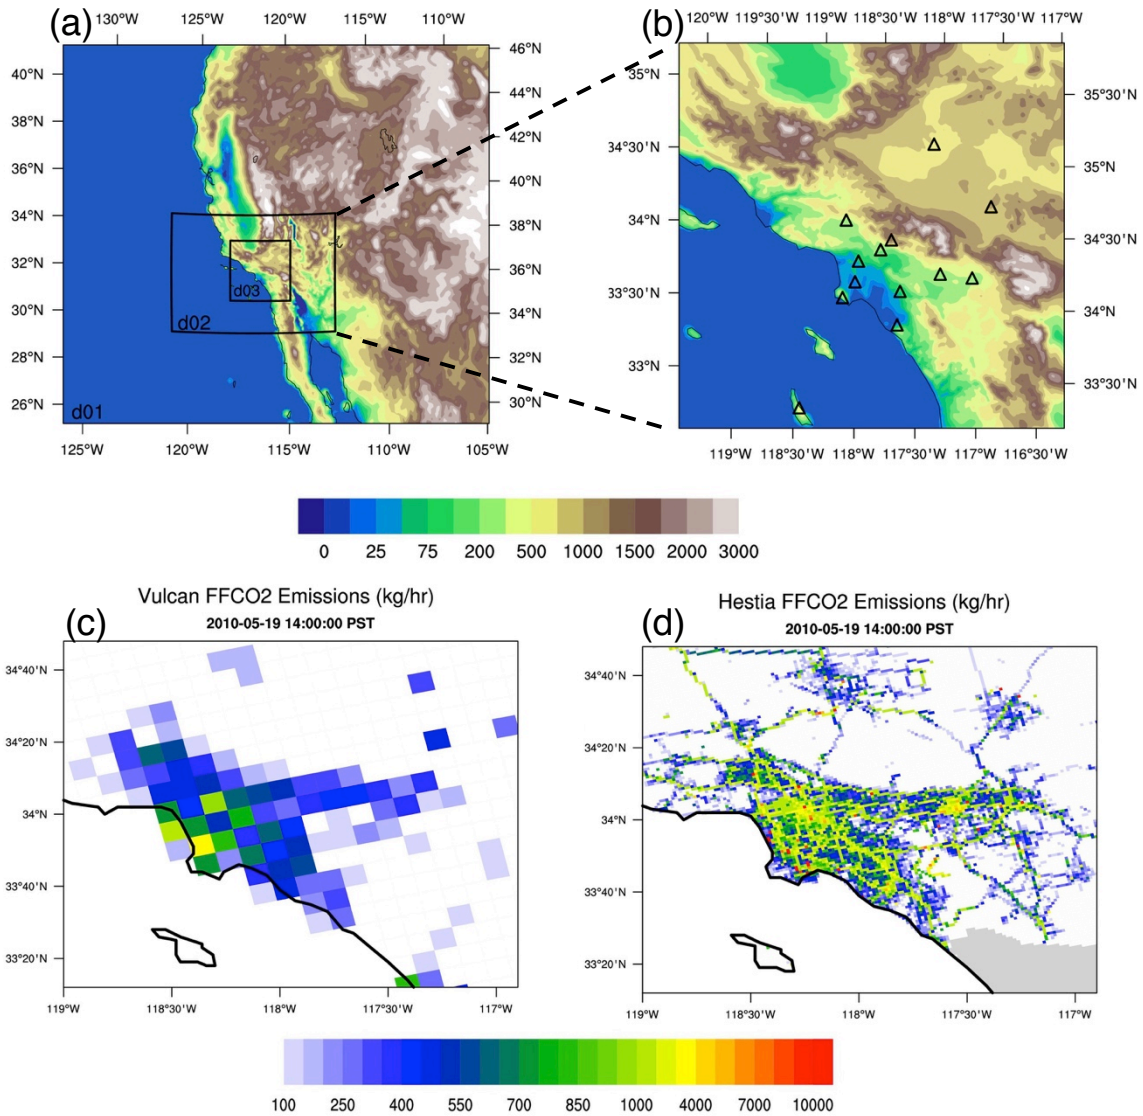 (a)
130°W 125°W 120°W 115°W 110°W
46°N
44°N
42°N
40°N
38°N
36°N
34°N
32°N
30°N
40°N
38°N
36°N
34°N
32°N
30°N
28°N
26°N
d03
d02
d01
125°W 120°W 115°W 110°W 105°W
(b)
120°W 119°30'W 119°W 118°30'W 118°W 117°30'W 117°W
35°N
34°30'N
34°N
33°30'N
33°N
35°30'N
35°N
34°30'N
34°N
33°30'N
119°W 118°30'W 118°W 117°30'W 117°W 116°30'W
0 25 75 200 500 1000 1500 2000 3000
Vulcan FFCO2 Emissions (kg/hr)
(c)
2010-05-19 14:00:00 PST
34°40'N
34°20'N
34°N
33°40'N
33°20'N
119°W 118°30'W 118°W 117°30'W 117°W
Hestia FFCO2 Emissions (kg/hr)
(d)
2010-05-19 14:00:00 PST
34°40'N
34°20'N
34°N
33°40'N
33°20'N
119°W 118°30'W 118°W 117°30'W 117°W
100 250 400 550 700 850 1000 4000 7000 10000